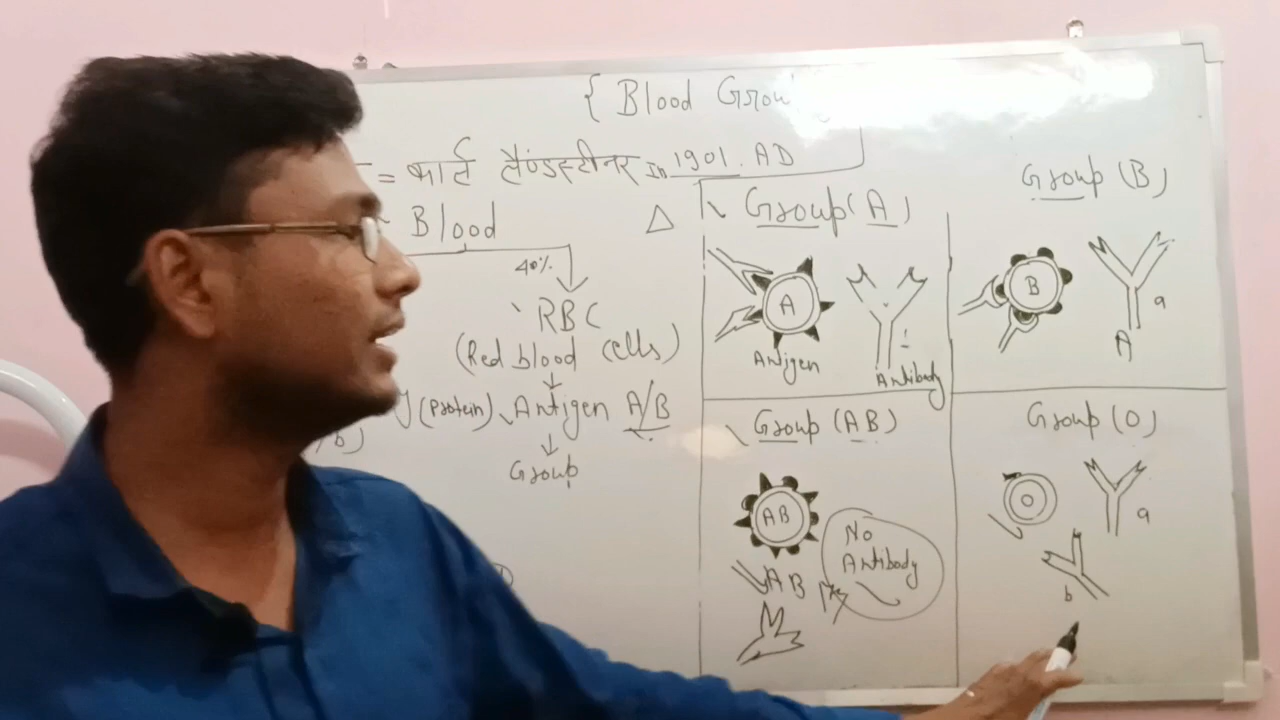 { Blood Grou
= कार्ट लैण्डस्टीनर In 1901. AD
Blood
40%
RBC
(Red blood cells)
(Protein) Antigen A/B
Group
Group (A)
A
Antigen
Antibody
Group (B)
B
a
A
Group (AB)
AB
No
Antibody
AB
Group (O)
O
a
b